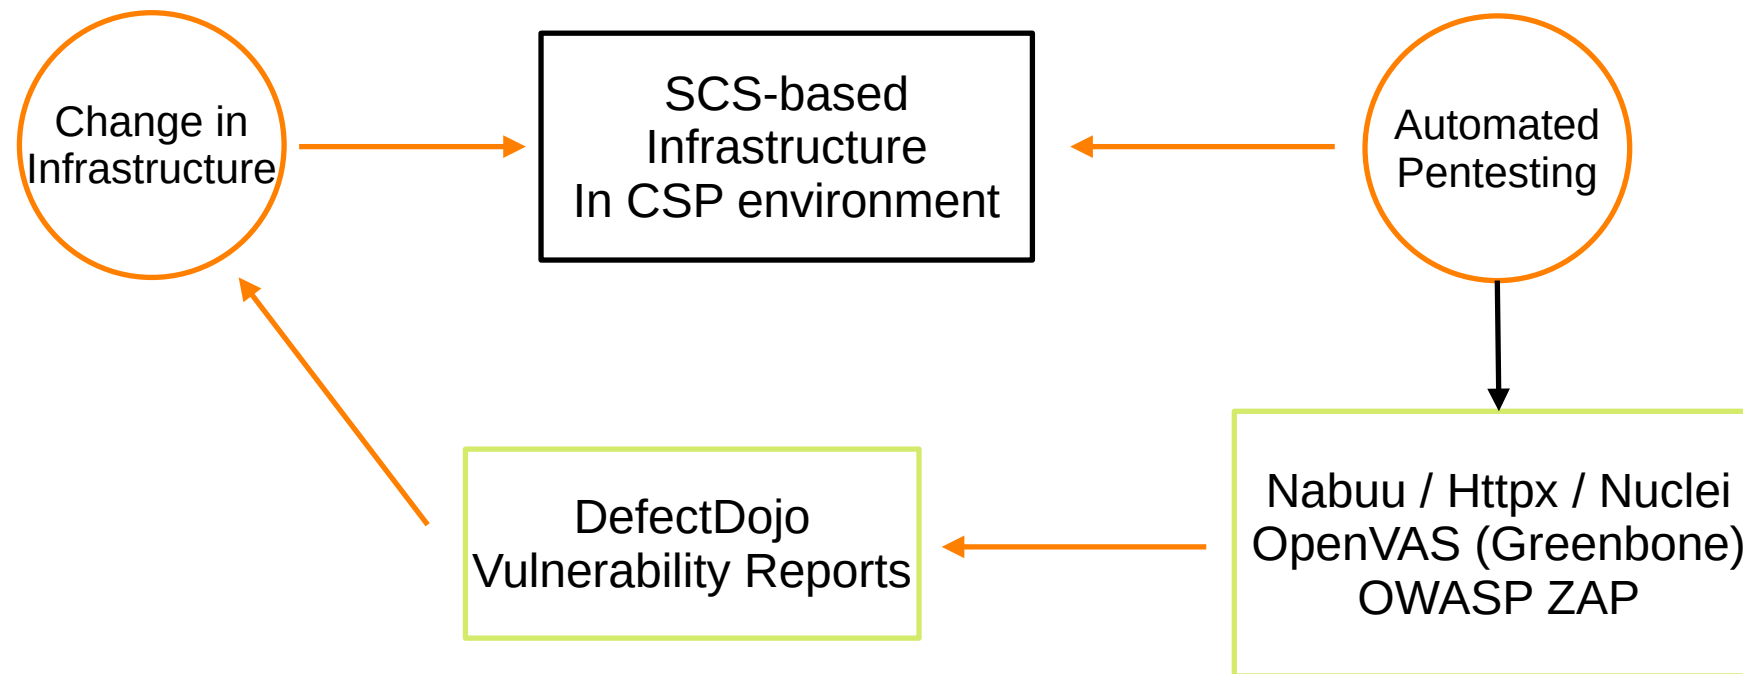 Change in
Infrastructure
SCS-based
Infrastructure
In CSP environment
Automated
Pentesting
DefectDojo
Vulnerability Reports
Nabuu / Httpx / Nuclei
OpenVAS (Greenbone)
OWASP ZAP